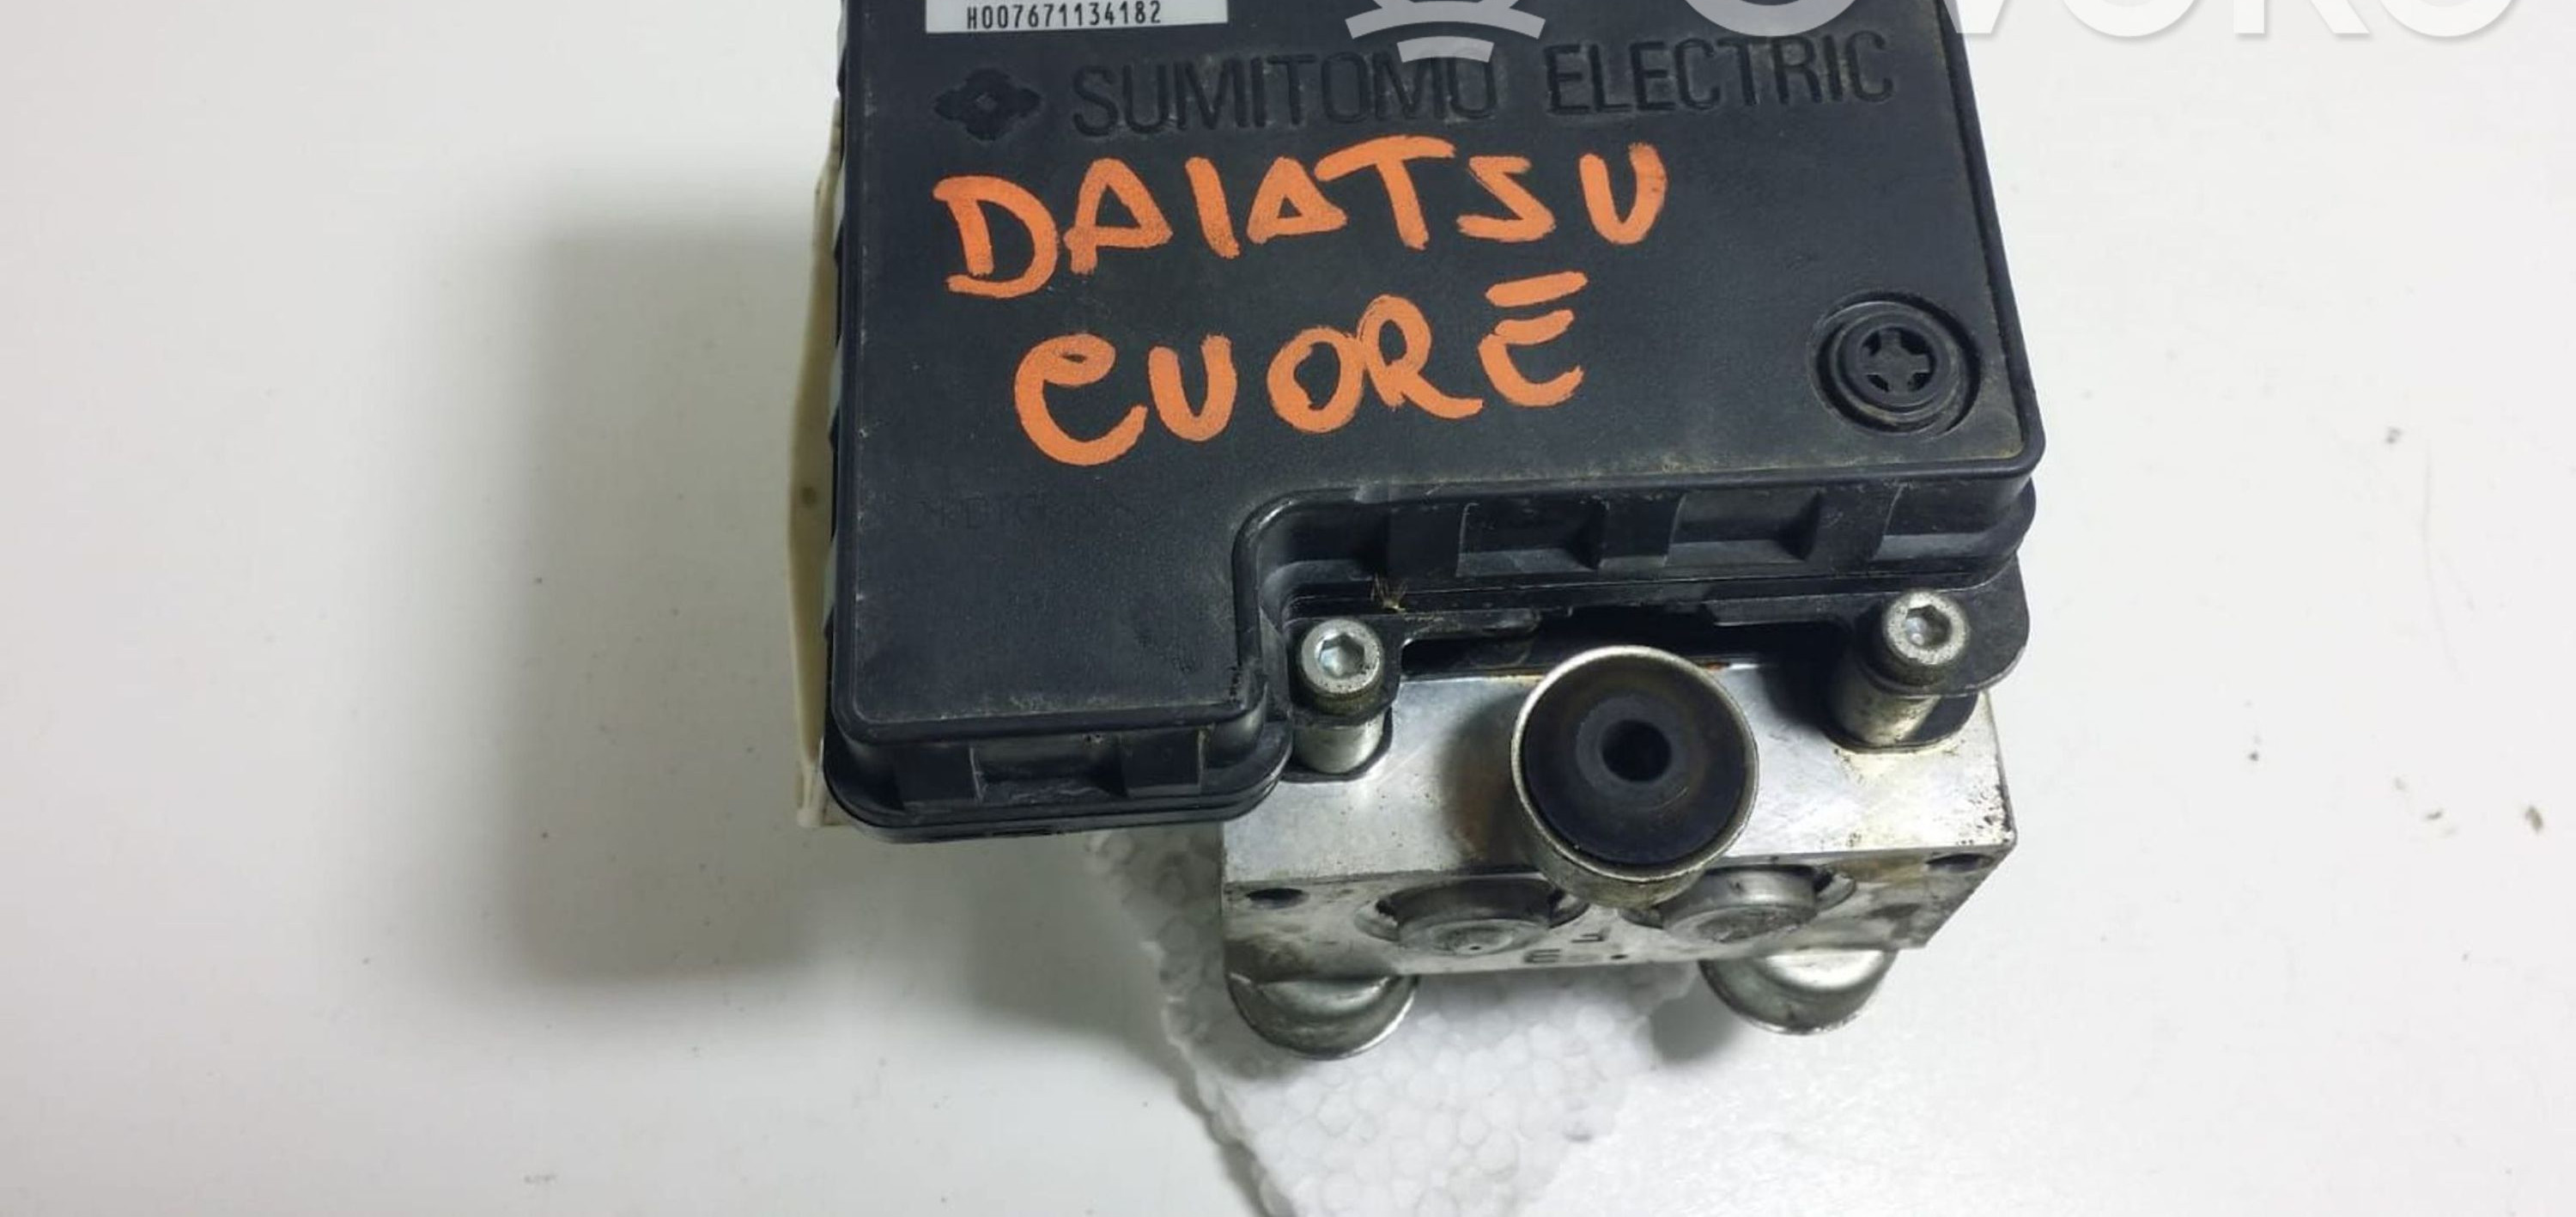 H007671134182
SUMITOMO ELECTRIC
DAIATSU
CUORE